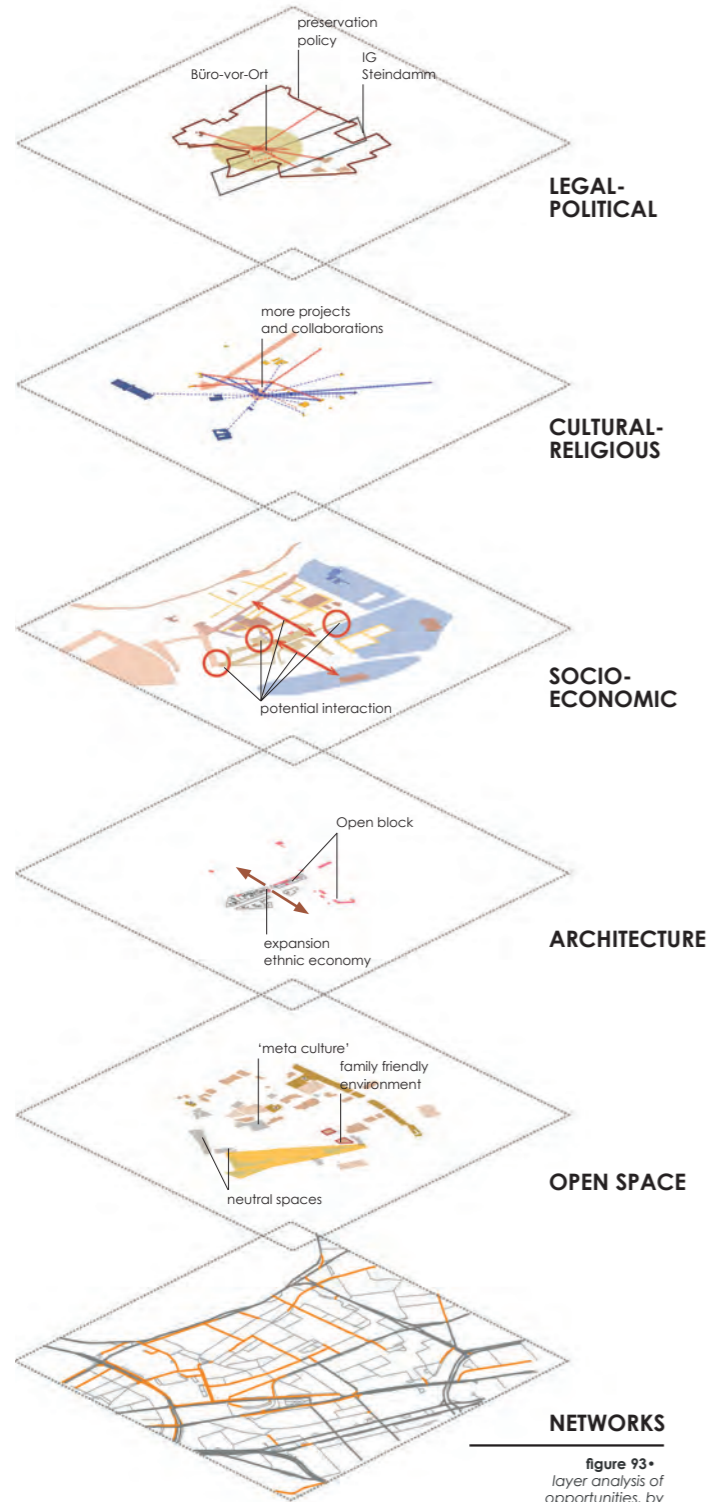 preservation
policy
IG
Steindamm
Büro-vor-Ort
LEGAL-
POLITICAL
more projects
and collaborations
CULTURAL-
RELIGIOUS
potential interaction
SOCIO-
ECONOMIC
Open block
expansion
ethnic economy
ARCHITECTURE
'meta culture'
family friendly
environment
neutral spaces
OPEN SPACE
NETWORKS
figure 93•
layer analysis of
opportunities, by